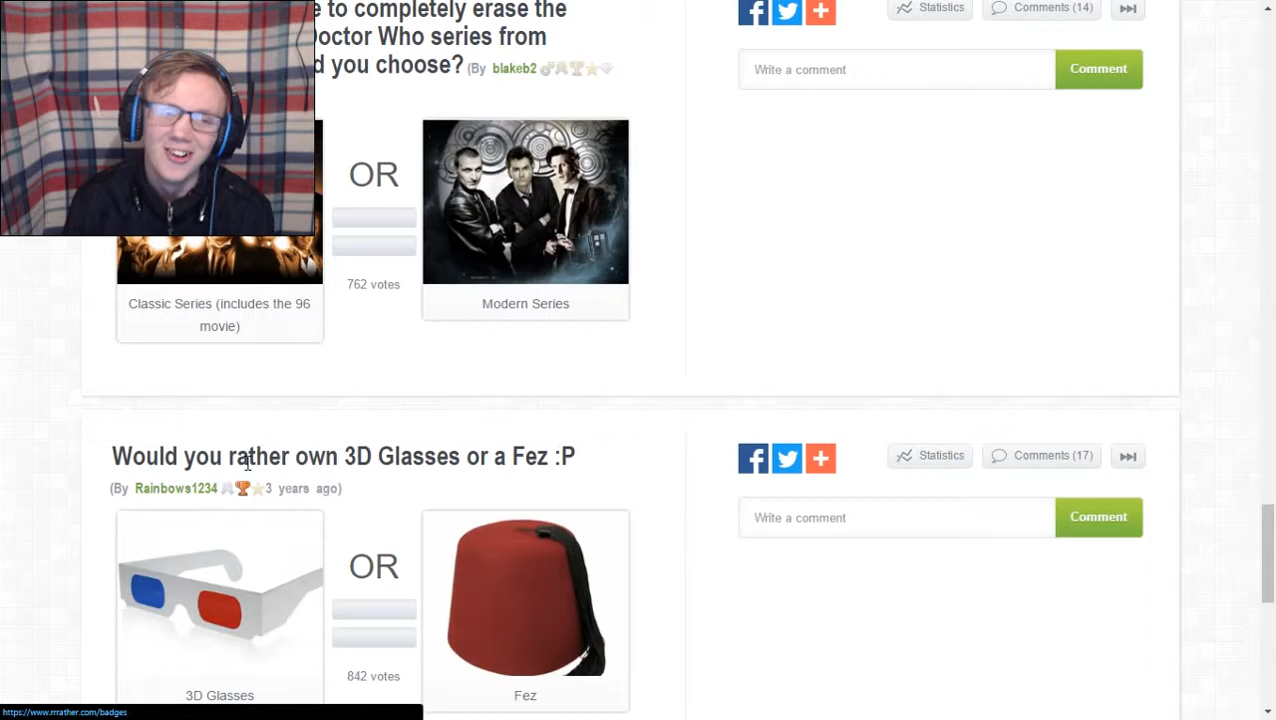 e to completely erase the
Doctor Who series from
d you choose? (By blakeb2
OR
762 votes
Classic Series (includes the 96
movie)
Modern Series
Statistics
Comments (14)
Write a comment
Comment
Would you rather own 3D Glasses or a Fez :P
(By Rainbows1234 3 years ago)
OR
842 votes
3D Glasses
Fez
Statistics
Comments (17)
Write a comment
Comment
https://www.rrrather.com/badges